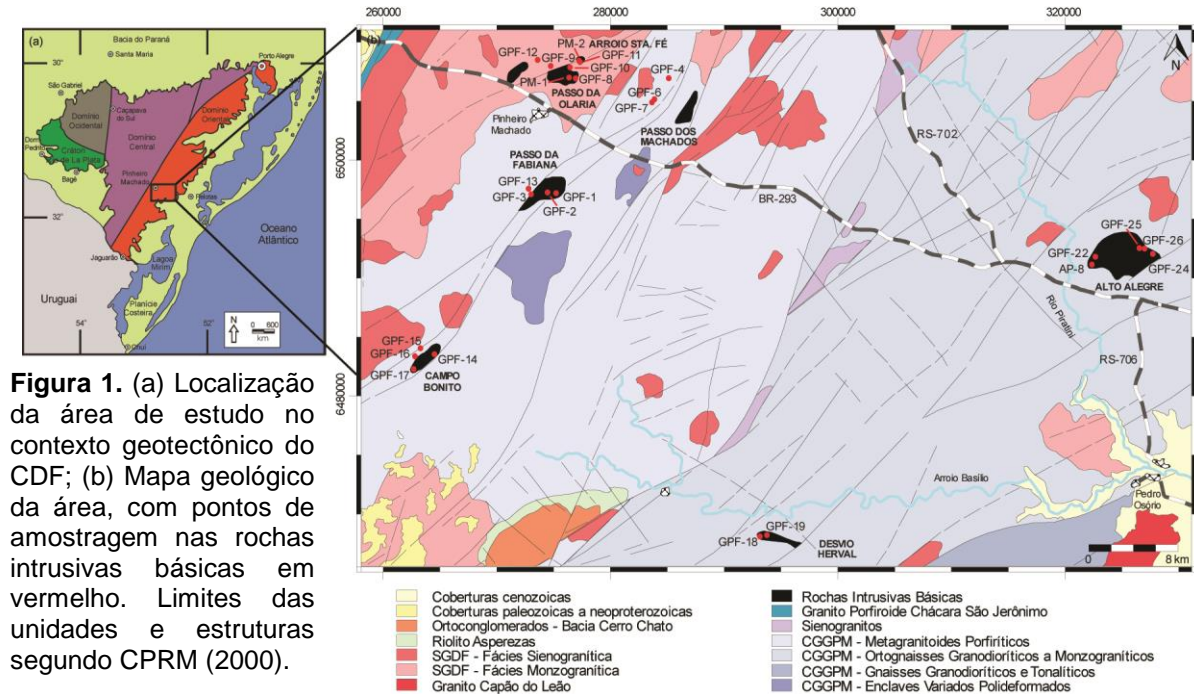 (a)
Bacia do Paraná
Santa Maria
Porto Alegre
30°
São Gabriel
Domínio Ocidental
Caçapava do Sul
Domínio Oriental
Domínio Central
Dom Pedrito
Cráton Rio de La Plata
Bagé
Pinheiro Machado
Pelotas
32°
Oceano Atlântico
Jaguarão
Lagoa Mirim
Uruguai
Planície Costeira
Chuí
54°
52°
N
0 600
km
Figura 1. (a) Localização
da área de estudo no
contexto geotectônico do
CDF; (b) Mapa geológico
da área, com pontos de
amostragem nas rochas
intrusivas básicas em
vermelho. Limites das
unidades e estruturas
segundo CPRM (2000).
260000
280000
300000
320000
(b)
N
6500000
6480000
PM-2
ARROIO STA. FÉ
GPF-12
GPF-9
GPF-11
GPF-10
GPF-8
PM-1
PASSO DA OLARIA
GPF-4
GPF-6
GPF-7
PASSO DOS MACHADOS
Pinheiro Machado
PASSO DA FABIANA
GPF-13
GPF-3
GPF-1
GPF-2
BR-293
RS-702
GPF-25
GPF-26
GPF-22
AP-8
GPF-24
ALTO ALEGRE
Rio Piratini
RS-706
GPF-15
GPF-16
GPF-14
GPF-17
CAMPO BONITO
Arroio Basílio
Pedro Osório
GPF-19
GPF-18
DESVIO HERVAL
0 8 km
Coberturas cenozoicas
Coberturas paleozoicas a neoproterozoicas
Ortoconglomerados - Bacia Cerro Chato
Riolito Asperezas
SGDF - Fácies Sienogranítica
SGDF - Fácies Monzogranítica
Granito Capão do Leão
Rochas Intrusivas Básicas
Granito Porfiroide Chácara São Jerônimo
Sienogranitos
CGGPM - Metagranitoides Porfiríticos
CGGPM - Ortognaisses Granodioríticos a Monzograníticos
CGGPM - Gnaisses Granodioríticos e Tonalíticos
CGGPM - Enclaves Variados Polideformados